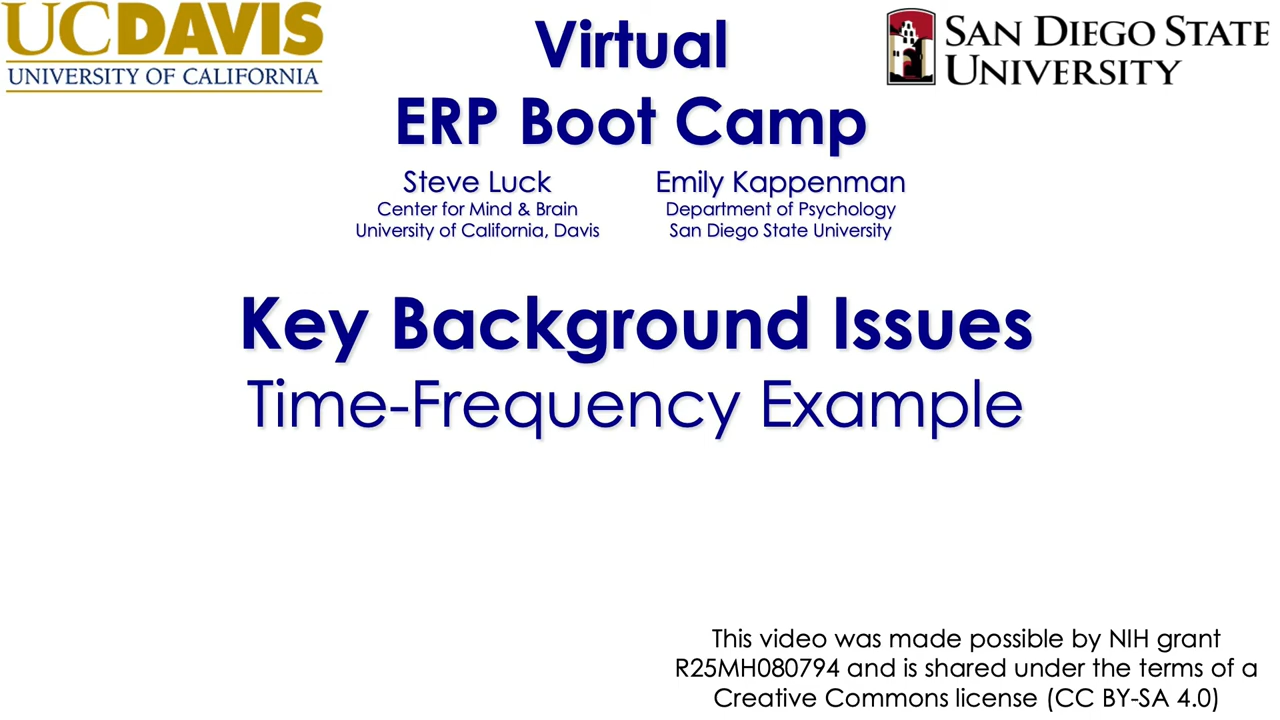 UCDAVIS
UNIVERSITY OF CALIFORNIA
Virtual
ERP Boot Camp
SAN DIEGO STATE
UNIVERSITY
Steve Luck
Center for Mind & Brain
University of California, Davis
Emily Kappenman
Department of Psychology
San Diego State University
Key Background Issues
Time-Frequency Example
This video was made possible by NIH grant
R25MH080794 and is shared under the terms of a
Creative Commons license (CC BY-SA 4.0)